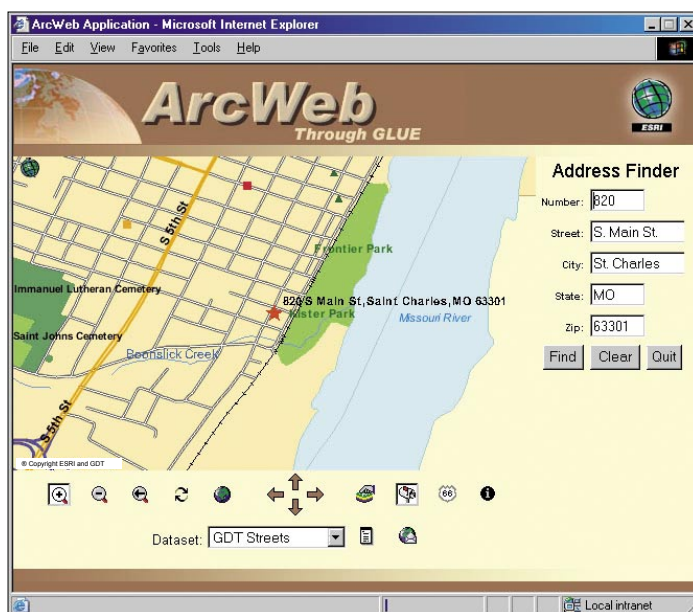 ArcWeb Application - Microsoft Internet Explorer
File Edit View Favorites Tools Help
ArcWeb
Through GLUE
ESRI
Address Finder
Number: 820
Street: S. Main St.
City: St. Charles
State: MO
Zip: 63301
Find Clear Quit
S 5th St
Frontier Park
Immanuel Lutheran Cemetery
820 S Main St,Saint Charles,MO 63301
Kister Park
Missouri River
Saint Johns Cemetery
Boonslick Creek
S 5th St
© Copyright ESRI and GDT
66
Dataset: GDT Streets
Local intranet